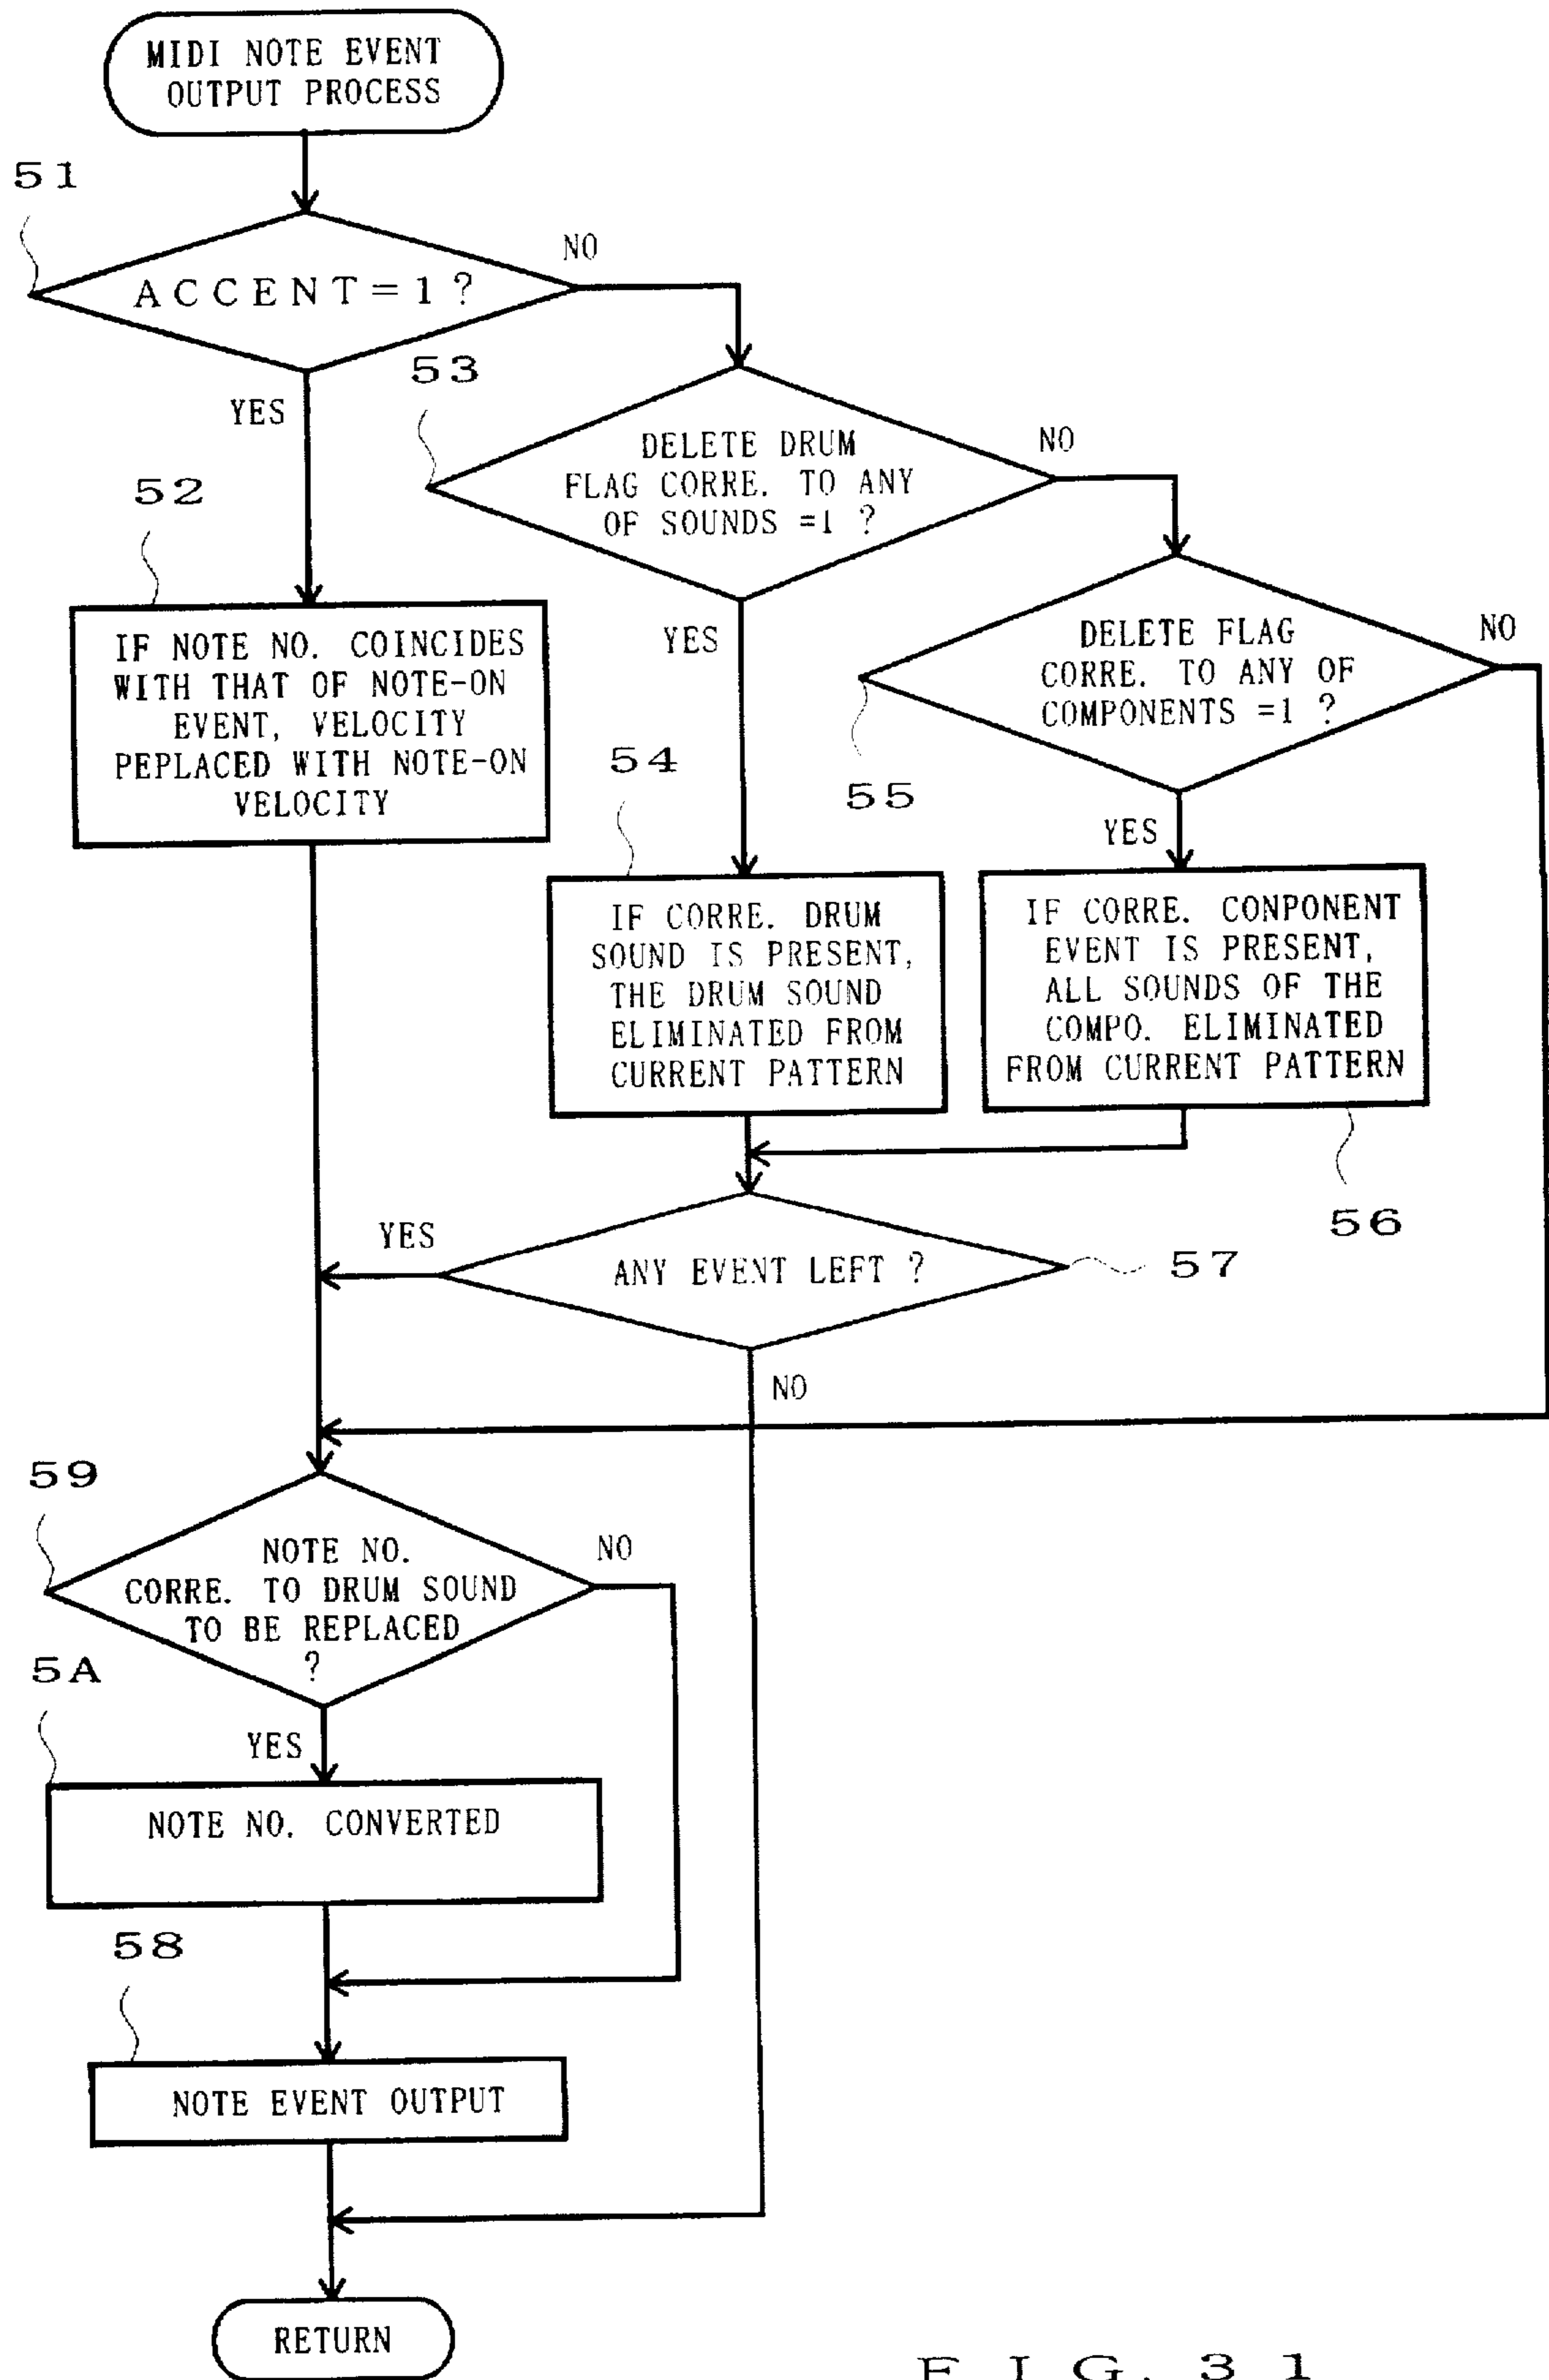 MIDI NOTE EVENT
OUTPUT PROCESS
51
ACCENT=1?
NO
YES
53
DELETE DRUM
FLAG CORRE. TO ANY
OF SOUNDS =1 ?
NO
YES
52
IF NOTE NO. COINCIDES
WITH THAT OF NOTE-ON
EVENT, VELOCITY
PEPLACED WITH NOTE-ON
VELOCITY
DELETE FLAG
CORRE. TO ANY OF
COMPONENTS =1 ?
NO
55
YES
54
IF CORRE. DRUM
SOUND IS PRESENT,
THE DRUM SOUND
ELIMINATED FROM
CURRENT PATTERN
IF CORRE. CONPONENT
EVENT IS PRESENT,
ALL SOUNDS OF THE
COMPO. ELIMINATED
FROM CURRENT PATTERN
56
YES
ANY EVENT LEFT ?
57
NO
59
NOTE NO.
CORRE. TO DRUM SOUND
TO BE REPLACED
?
NO
5A
YES
NOTE NO. CONVERTED
58
NOTE EVENT OUTPUT
RETURN
FIG. 31